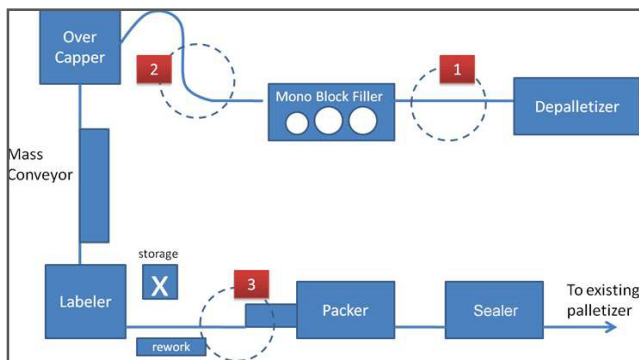 Over
Capper
2
1
Mono Block Filler
Depalletizer
Mass
Conveyor
storage
X
Labeler
3
Packer
Sealer
To existing
palletizer
rework